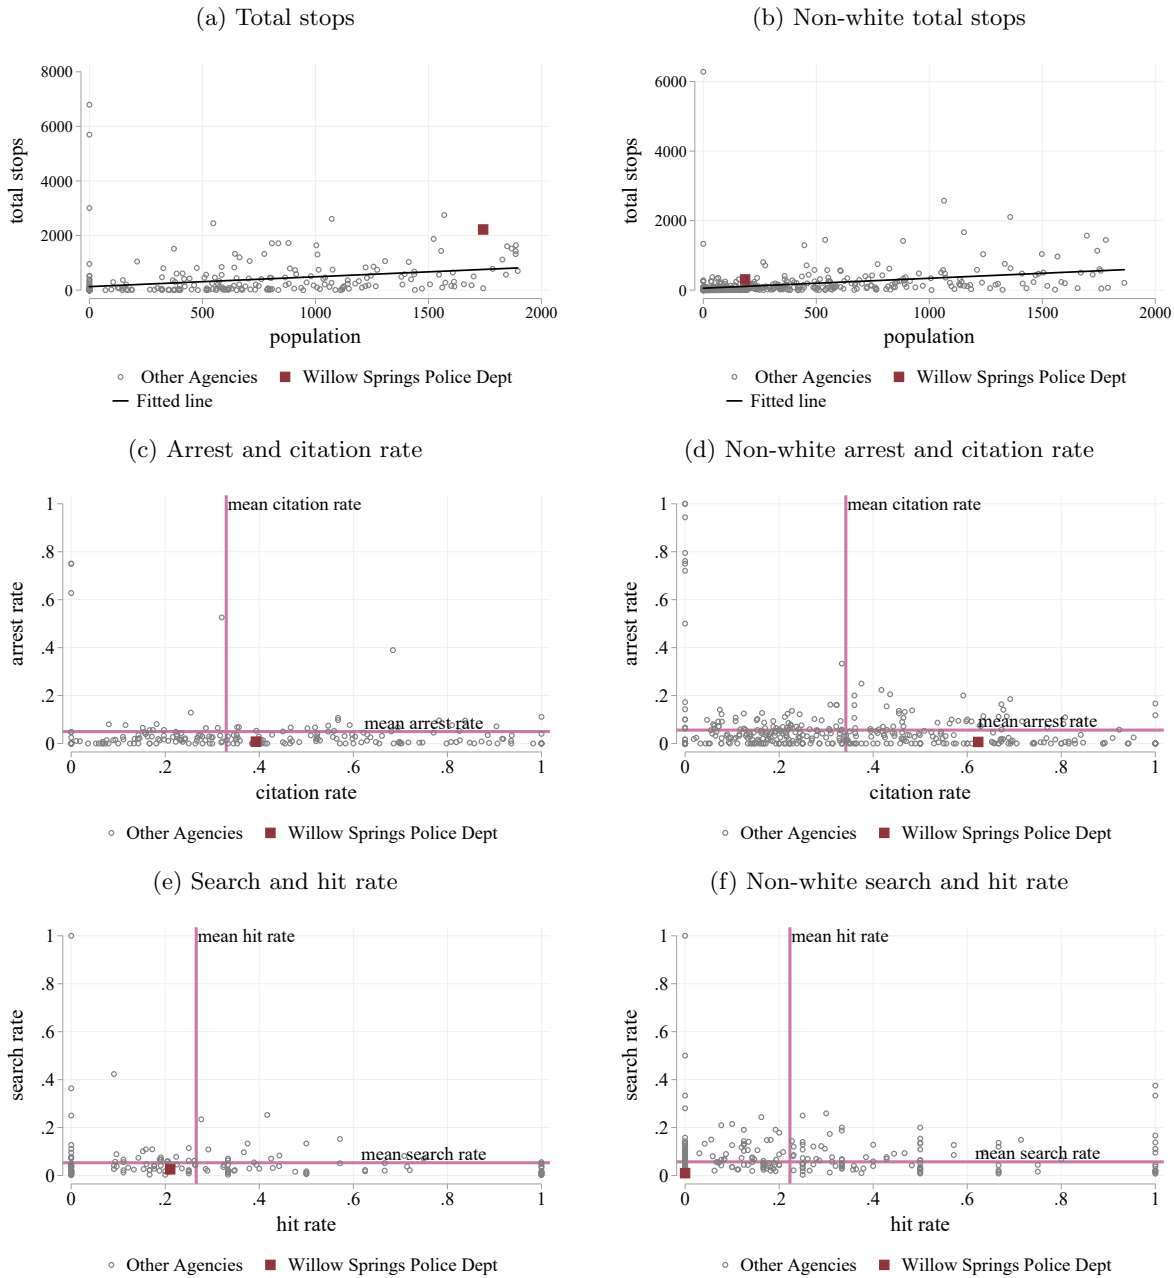 (a) Total stops
(b) Non-white total stops
8000
6000
4000
2000
0
total stops
0
500
1000
1500
2000
population
Other Agencies
Willow Springs Police Dept
Fitted line
6000
4000
2000
0
total stops
0
500
1000
1500
2000
population
Other Agencies
Willow Springs Police Dept
Fitted line
(c) Arrest and citation rate
(d) Non-white arrest and citation rate
1
.8
.6
.4
.2
0
arrest rate
mean citation rate
mean arrest rate
0
.2
.4
.6
.8
1
citation rate
Other Agencies
Willow Springs Police Dept
1
.8
.6
.4
.2
0
arrest rate
mean citation rate
mean arrest rate
0
.2
.4
.6
.8
1
citation rate
Other Agencies
Willow Springs Police Dept
(e) Search and hit rate
(f) Non-white search and hit rate
1
.8
.6
.4
.2
0
search rate
mean hit rate
mean search rate
0
.2
.4
.6
.8
1
hit rate
Other Agencies
Willow Springs Police Dept
1
.8
.6
.4
.2
0
search rate
mean hit rate
mean search rate
0
.2
.4
.6
.8
1
hit rate
Other Agencies
Willow Springs Police Dept